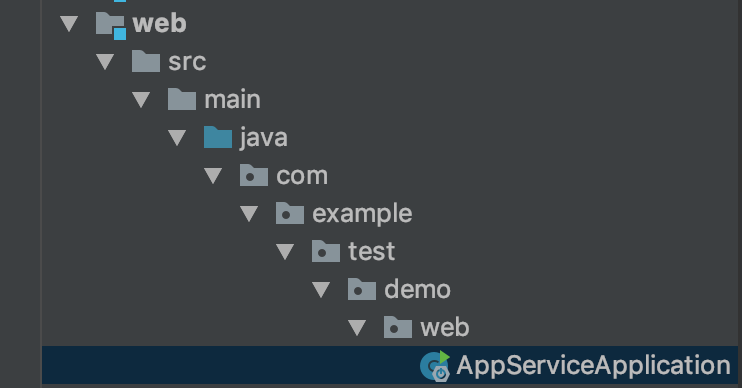 web
src
main
java
com
example
test
demo
web
AppServiceApplication